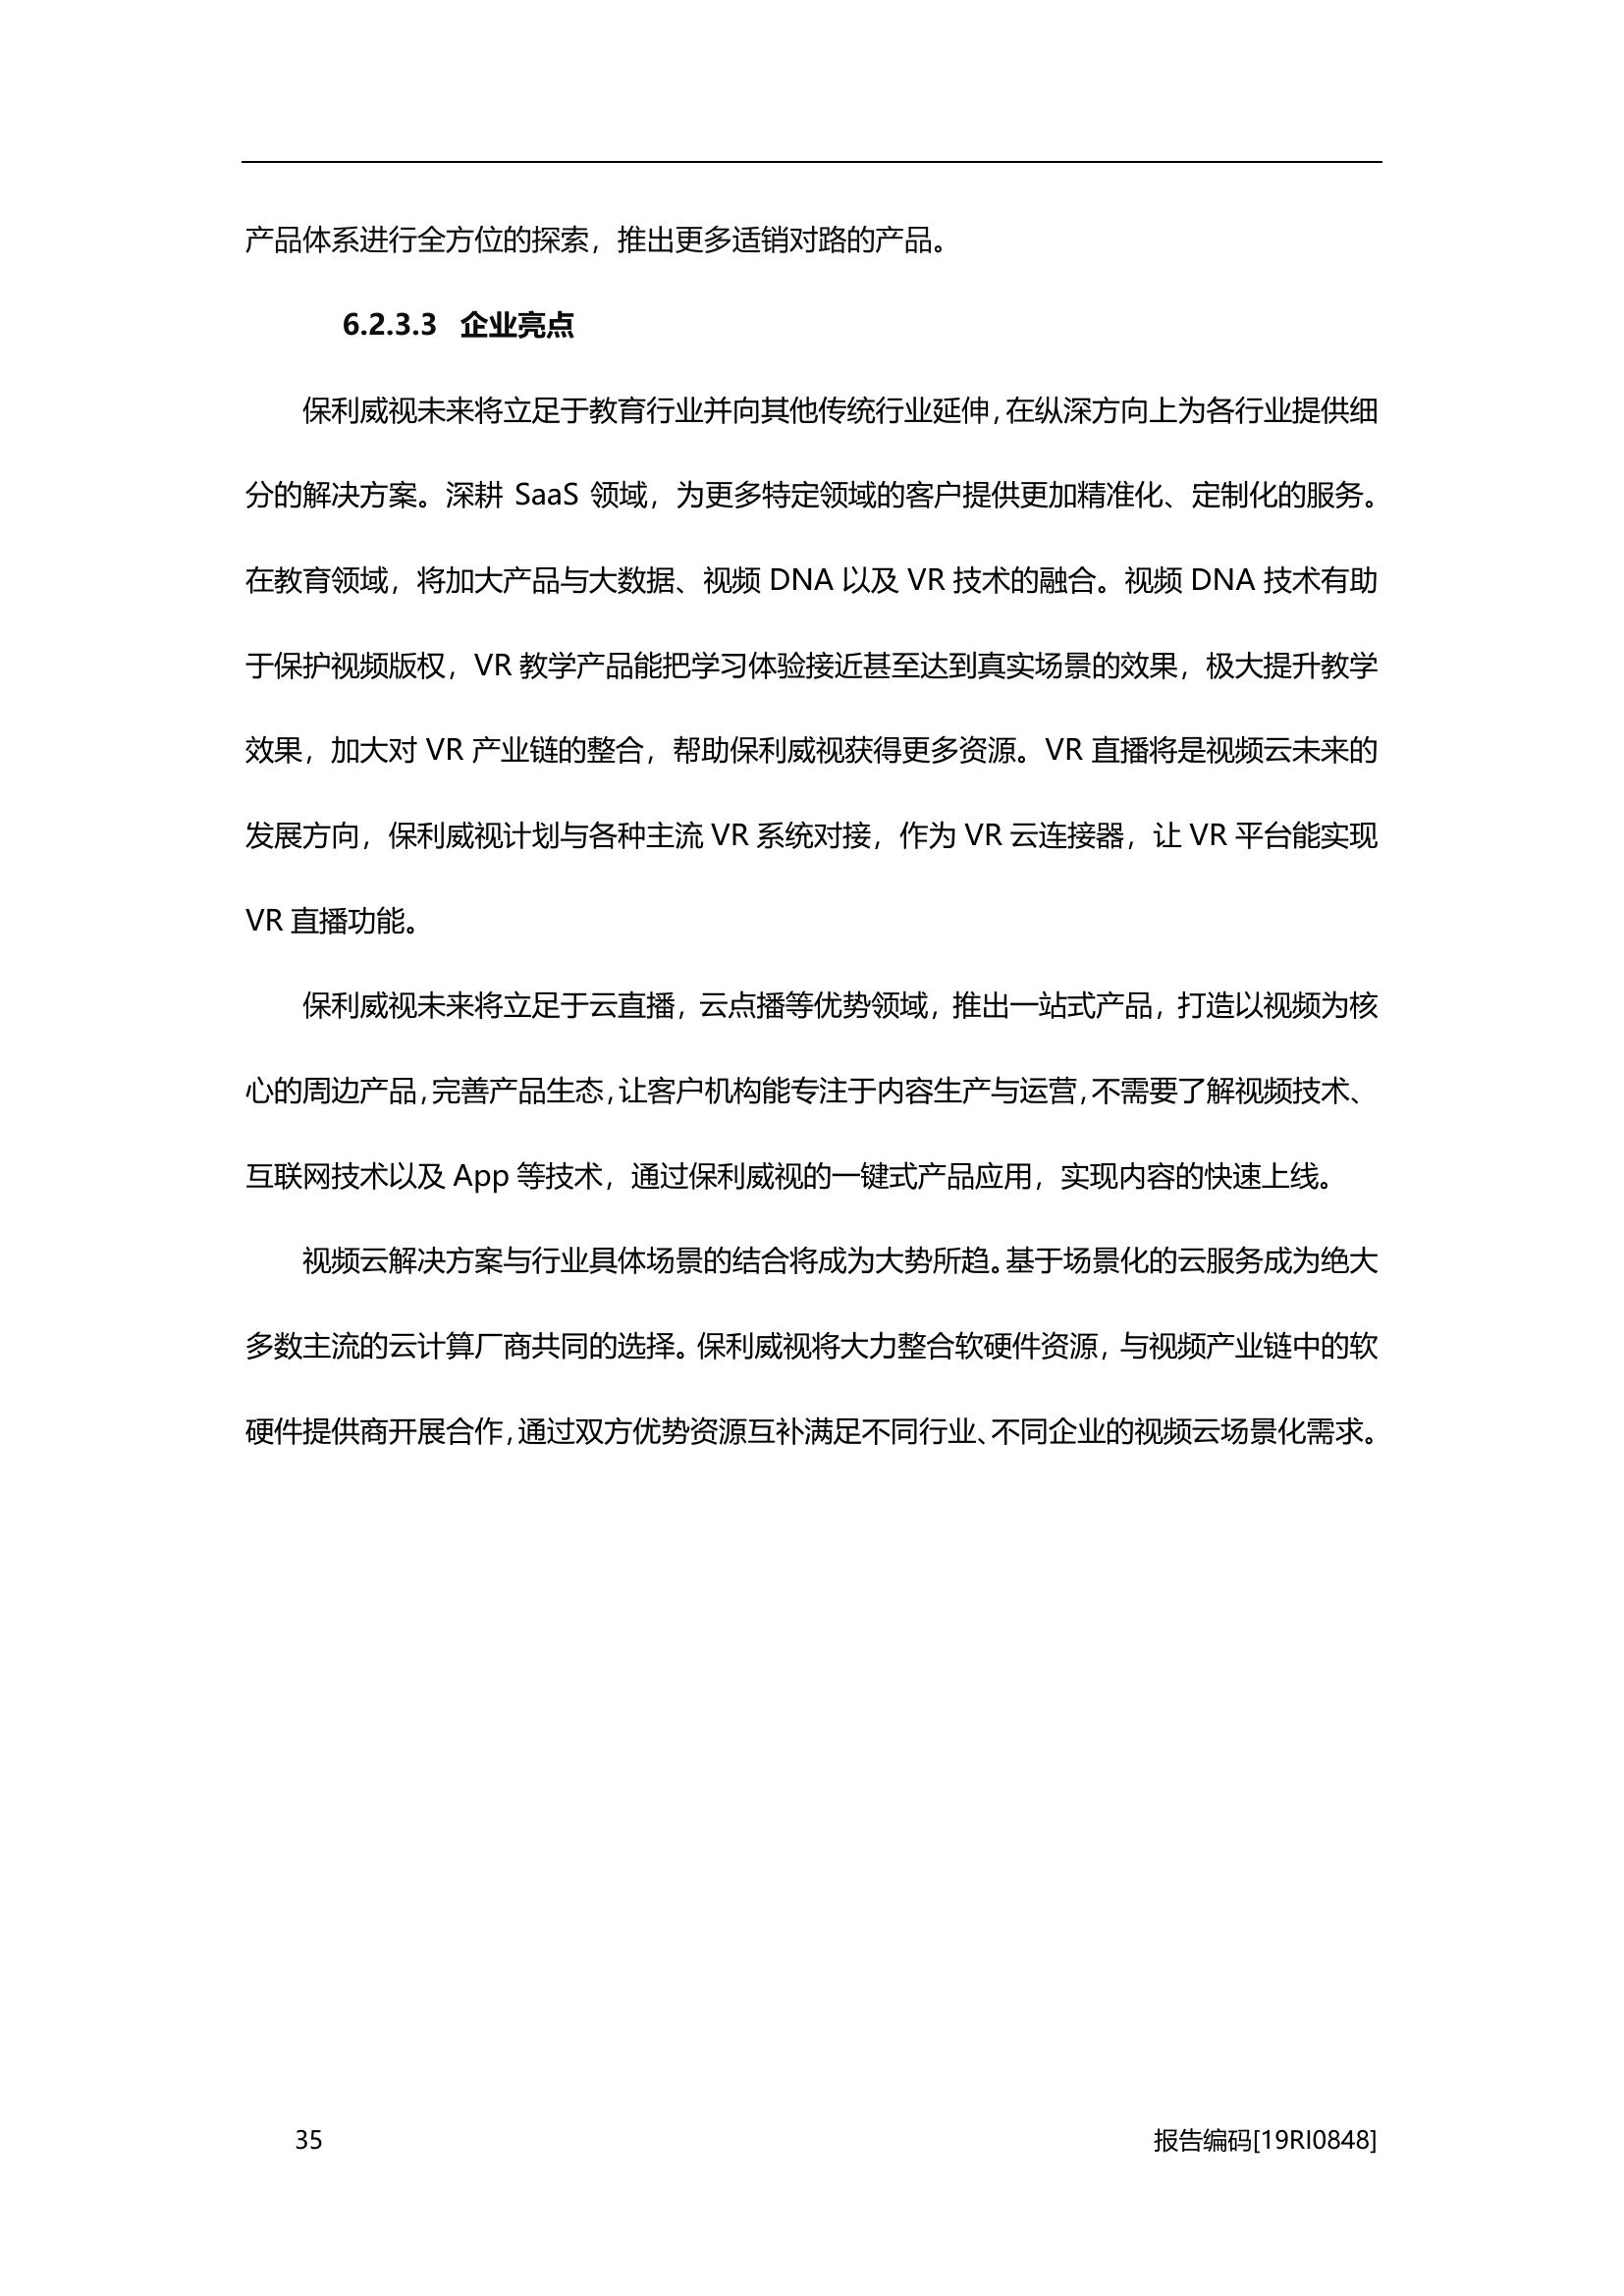 产品体系进行全方位的探索，推出更多适销对路的产品。
6.2.3.3 企业亮点
保利威视未来将立足于教育行业并向其他传统行业延伸，在纵深方向上为各行业提供细
分的解决方案。深耕 SaaS 领域，为更多特定领域的客户提供更加精准化、定制化的服务。
在教育领域，将加大产品与大数据、视频 DNA 以及 VR 技术的融合。视频 DNA 技术有助
于保护视频版权，VR 教学产品能把学习体验接近甚至达到真实场景的效果，极大提升教学
效果，加大对 VR 产业链的整合，帮助保利威视获得更多资源。VR 直播将是视频云未来的
发展方向，保利威视计划与各种主流 VR 系统对接，作为 VR 云连接器，让 VR 平台能实现
VR 直播功能。
保利威视未来将立足于云直播，云点播等优势领域，推出一站式产品，打造以视频为核
心的周边产品，完善产品生态，让客户机构能专注于内容生产与运营，不需要了解视频技术、
互联网技术以及 App 等技术，通过保利威视的一键式产品应用，实现内容的快速上线。
视频云解决方案与行业具体场景的结合将成为大势所趋。基于场景化的云服务成为绝大
多数主流的云计算厂商共同的选择。保利威视将大力整合软硬件资源，与视频产业链中的软
硬件提供商开展合作，通过双方优势资源互补满足不同行业、不同企业的视频云场景化需求。
35 报告编码[19RI0848]